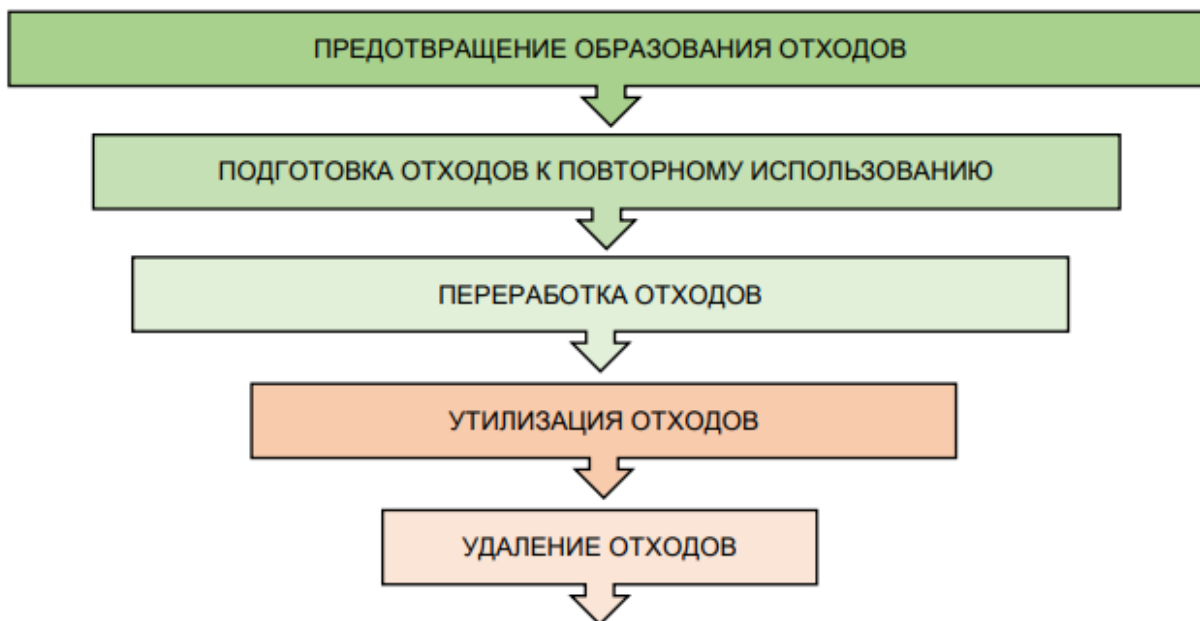 ПРЕДОТВРАЩЕНИЕ ОБРАЗОВАНИЯ ОТХОДОВ
ПОДГОТОВКА ОТХОДОВ К ПОВТОРНОМУ ИСПОЛЬЗОВАНИЮ
ПЕРЕРАБОТКА ОТХОДОВ
УТИЛИЗАЦИЯ ОТХОДОВ
УДАЛЕНИЕ ОТХОДОВ